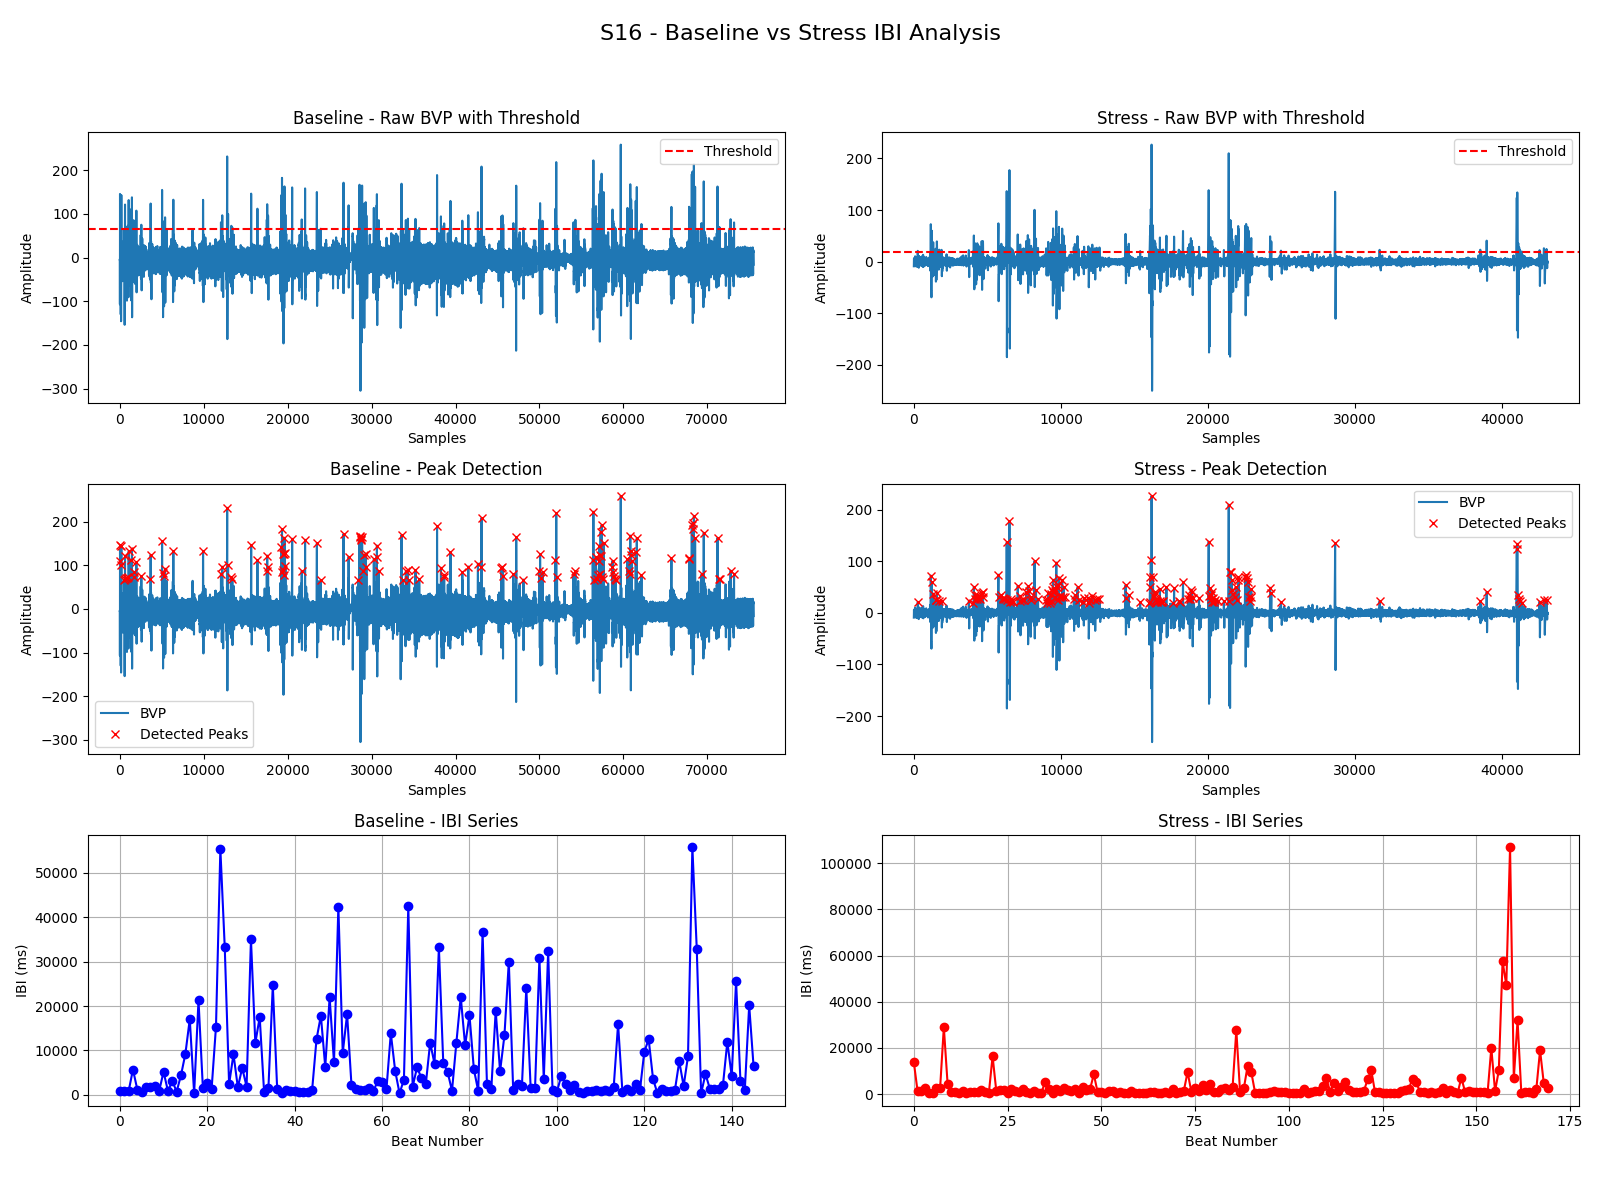 S16 - Baseline vs Stress IBI Analysis
Baseline - Raw BVP with Threshold
Amplitude
200
100
0
−100
−200
−300
Threshold
0 10000 20000 30000 40000 50000 60000 70000
Samples
Stress - Raw BVP with Threshold
Amplitude
200
100
0
−100
−200
Threshold
0 10000 20000 30000 40000
Samples
Baseline - Peak Detection
Amplitude
200
100
0
−100
−200
−300
BVP
Detected Peaks
0 10000 20000 30000 40000 50000 60000 70000
Samples
Stress - Peak Detection
Amplitude
200
100
0
−100
−200
BVP
Detected Peaks
0 10000 20000 30000 40000
Samples
Baseline - IBI Series
IBI (ms)
50000
40000
30000
20000
10000
0
0 20 40 60 80 100 120 140
Beat Number
Stress - IBI Series
IBI (ms)
100000
80000
60000
40000
20000
0
0 25 50 75 100 125 150 175
Beat Number